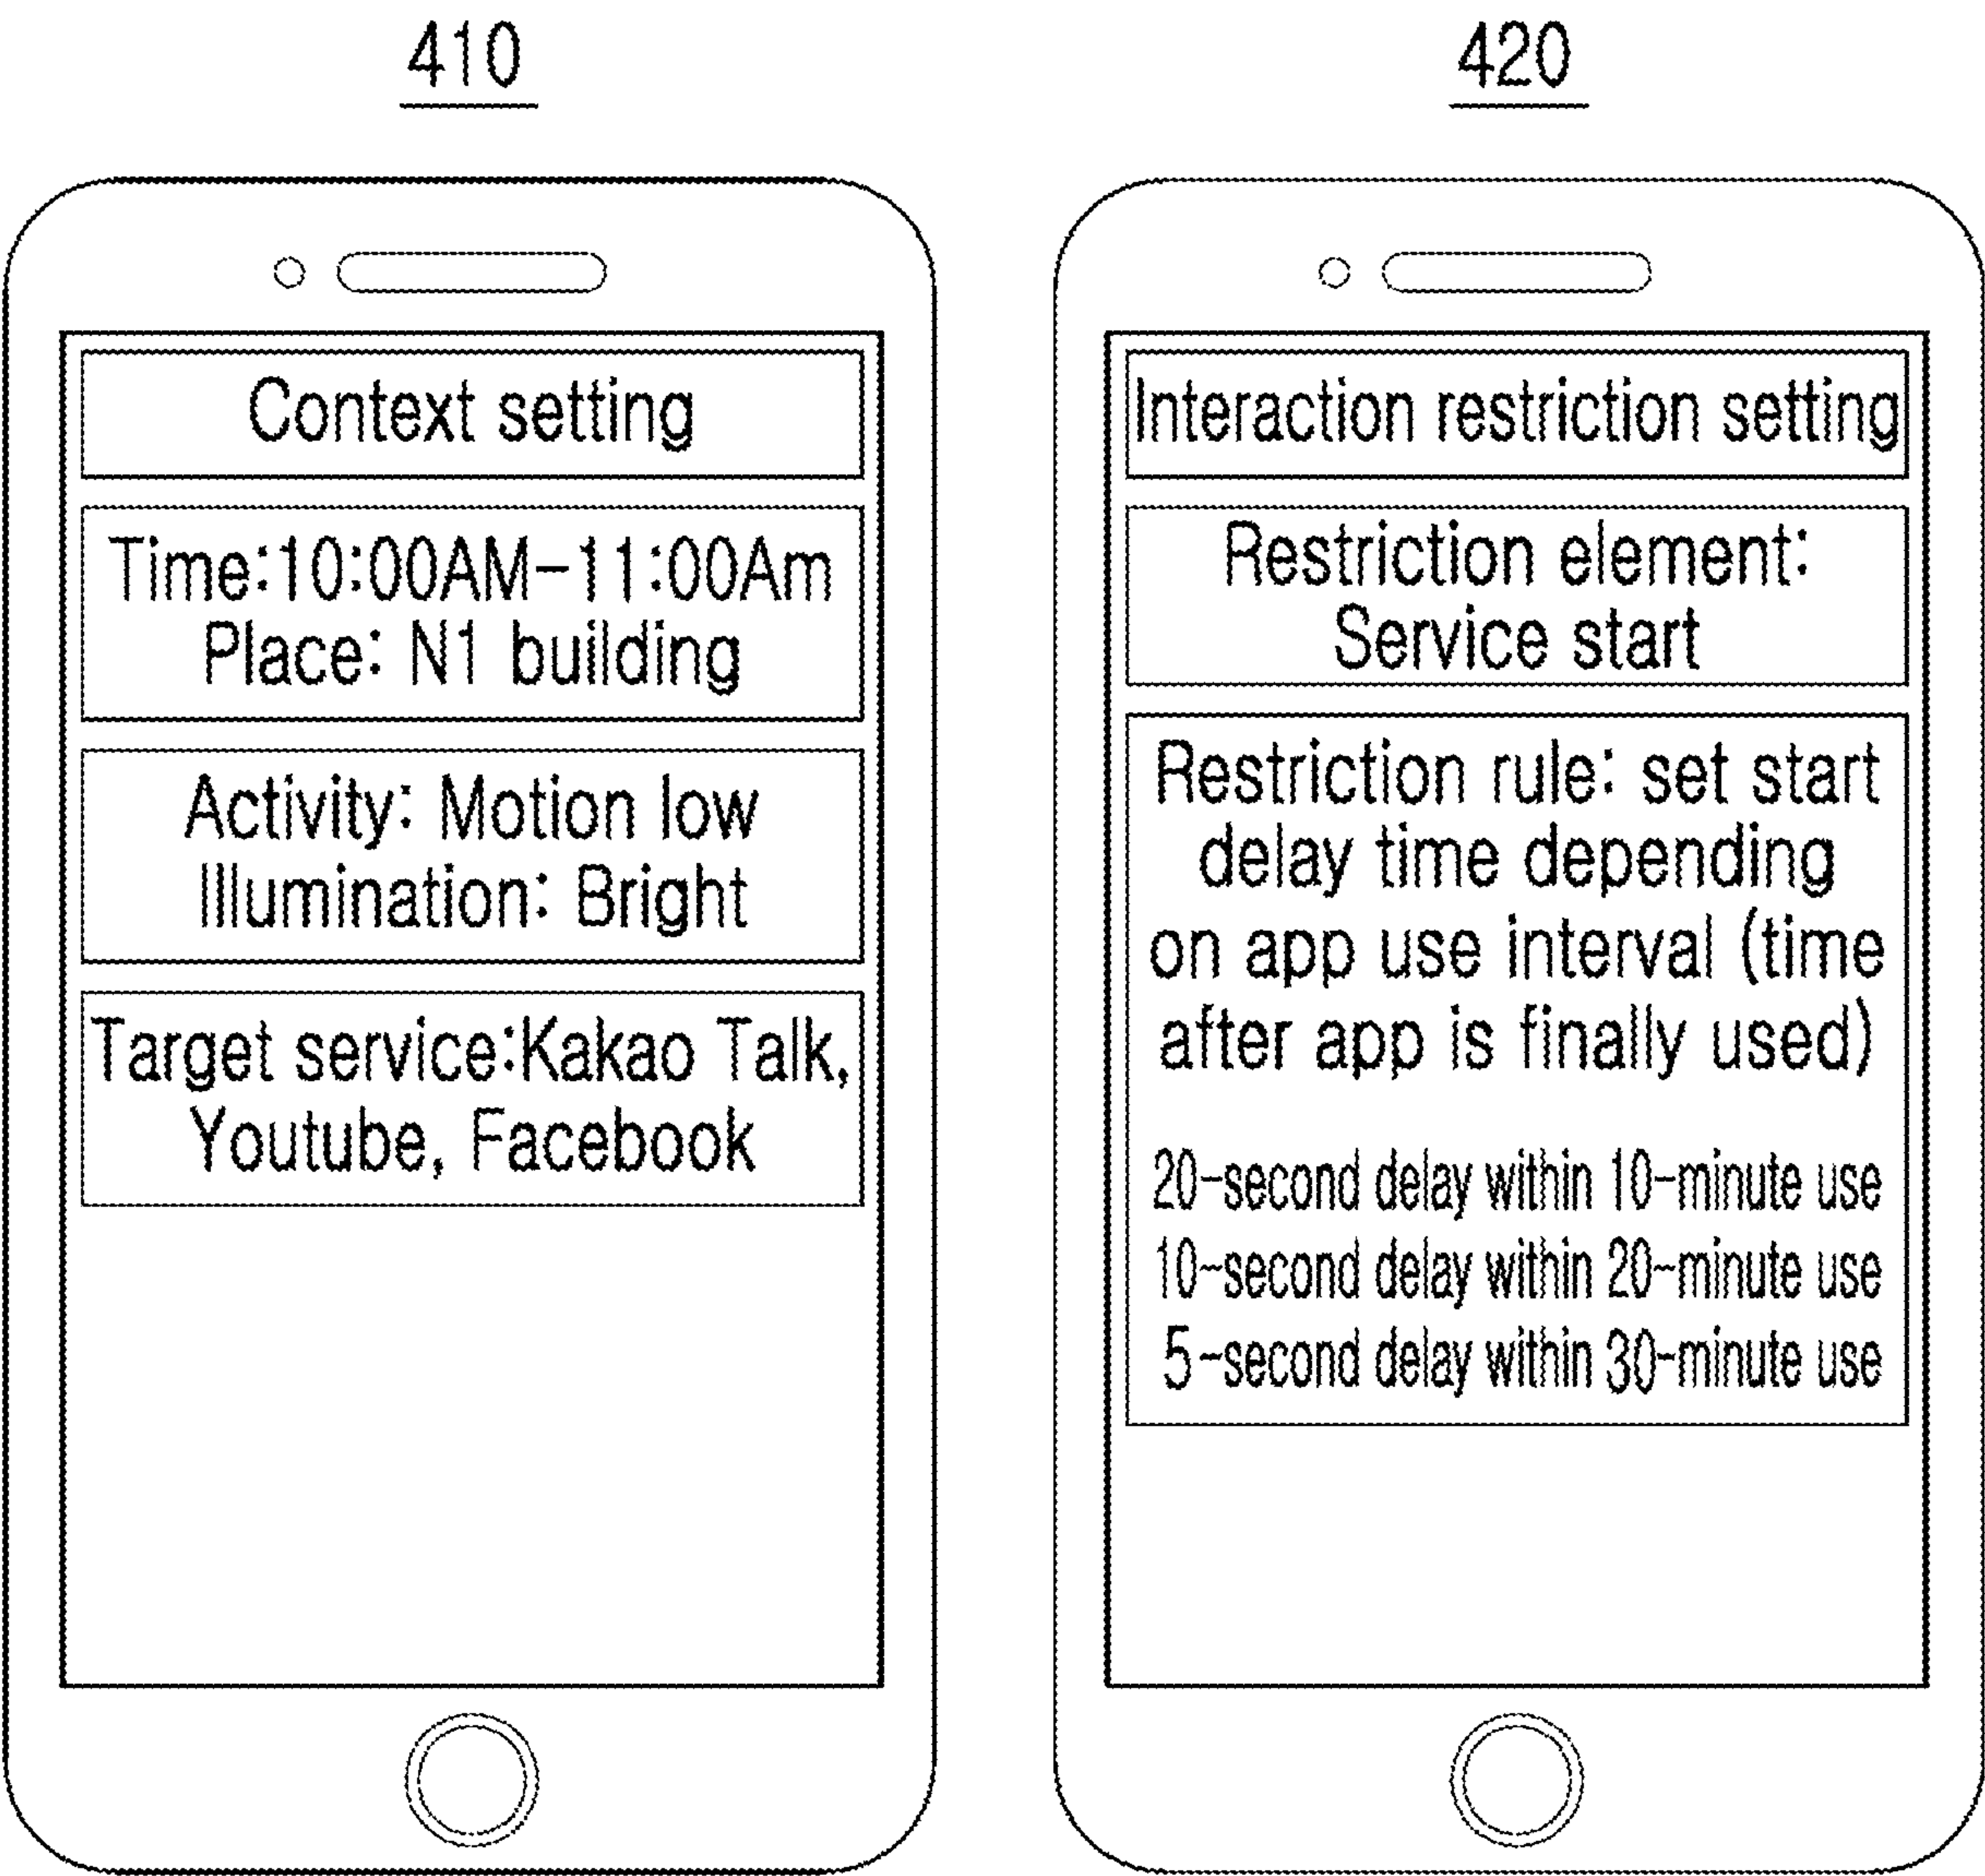 410
Context setting
Time:10:00AM-11:00Am
Place: N1 building
Activity: Motion low
Illumination: Bright
Target service:Kakao Talk,
Youtube, Facebook
420
Interaction restriction setting
Restriction element:
Service start
Restriction rule: set start
delay time depending
on app use interval (time
after app is finally used)
20-second delay within 10-minute use
10-second delay within 20-minute use
5-second delay within 30-minute use